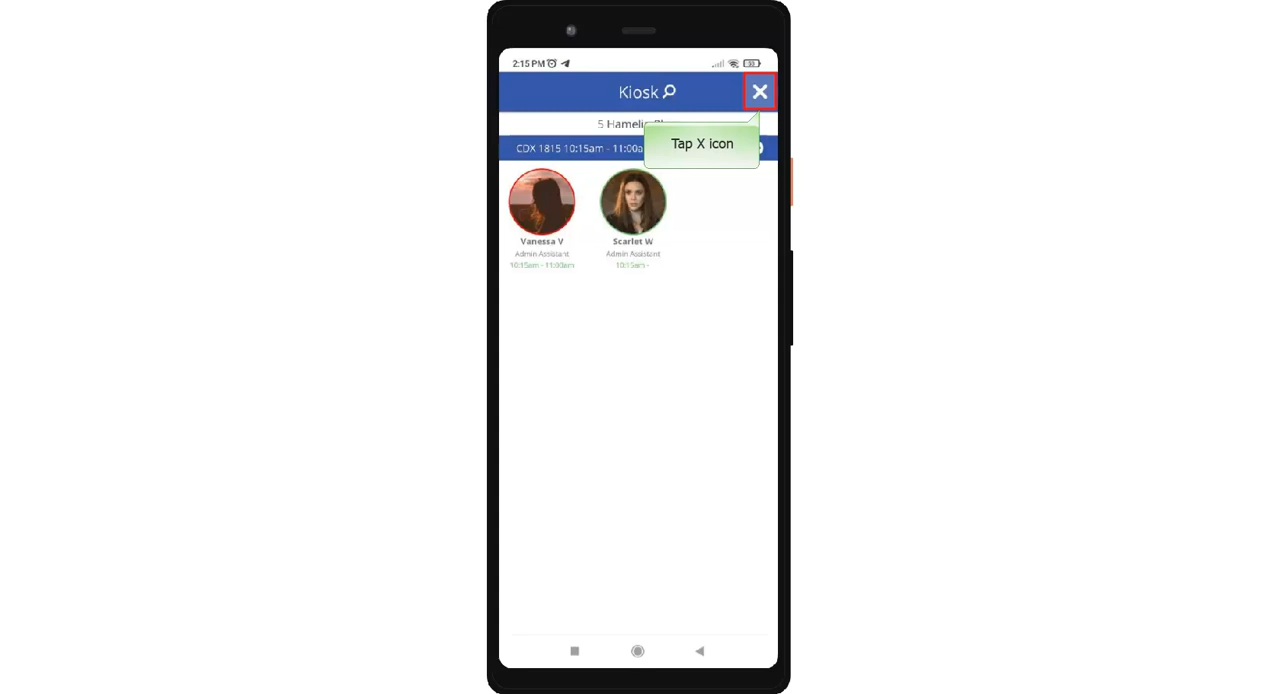 2:15 PM
Kiosk
5 Hamelin
CDX 1815 10:15am - 11:00a
Tap X icon
Vanessa V
Scarlet W
Admin Assistant
Admin Assistant
10:15am - 11:00am
10:15am -